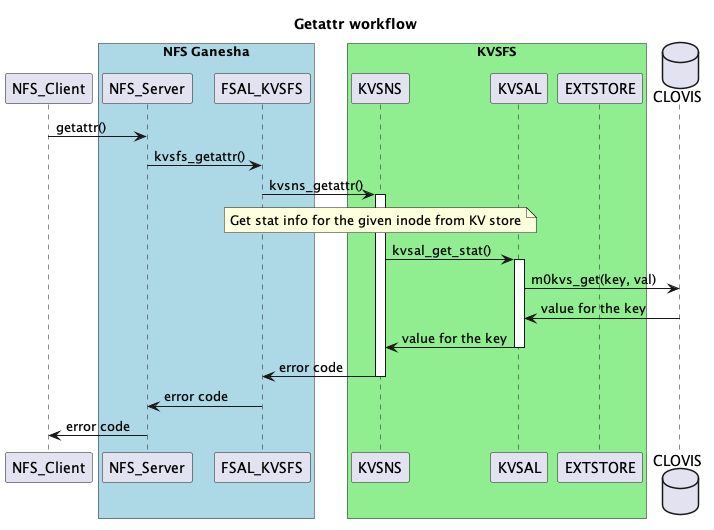 Getattr workflow
NFS Ganesha
KVSFS
NFS_Client
NFS_Server
FSAL_KVSFS
KVSNS
KVSAL
EXTSTORE
CLOVIS
getattr()
kvsfs_getattr()
kvsns_getattr()
Get stat info for the given inode from KV store
kvsal_get_stat()
m0kvs_get(key, val)
value for the key
value for the key
error code
error code
error code
NFS_Client
NFS_Server
FSAL_KVSFS
KVSNS
KVSAL
EXTSTORE
CLOVIS